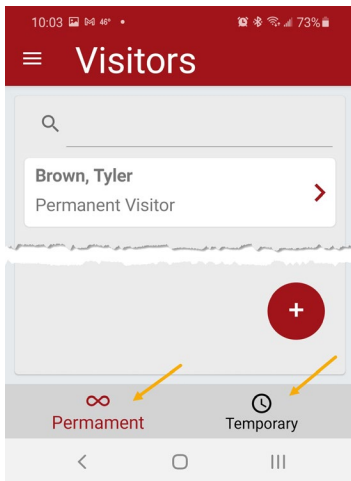 10:03 46° 73%
Visitors
Brown, Tyler
Permanent Visitor
+
Permament Temporary